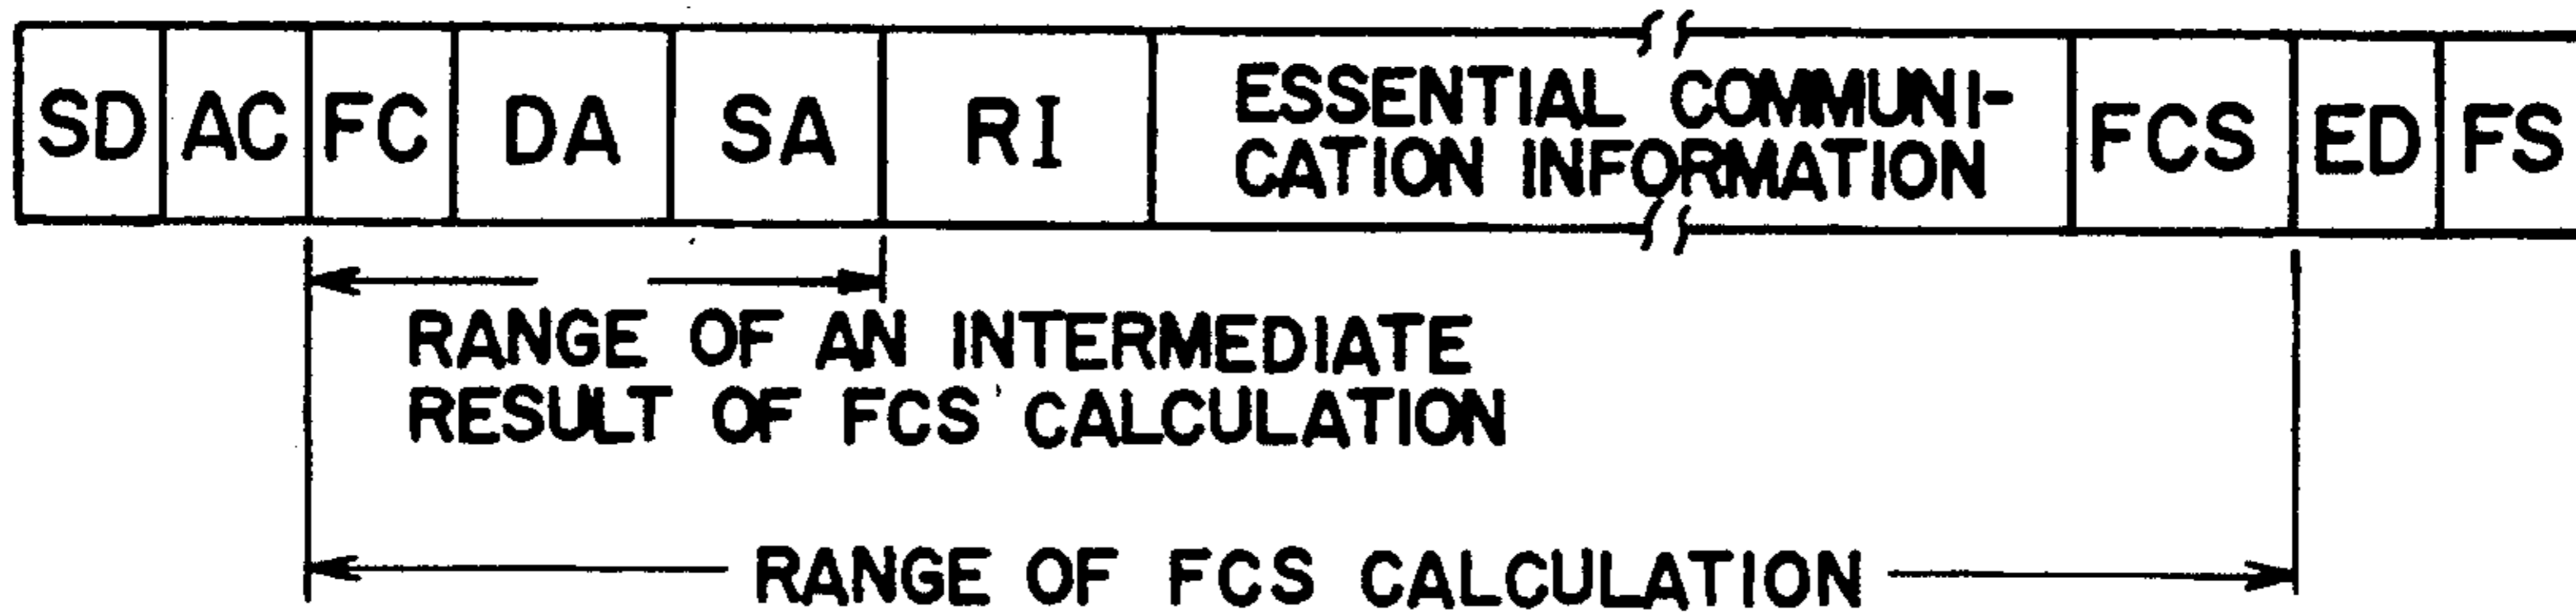 SD AC FC DA SA RI ESSENTIAL COMMUNI-
CATION INFORMATION FCS ED FS
RANGE OF AN INTERMEDIATE
RESULT OF FCS CALCULATION
RANGE OF FCS CALCULATION